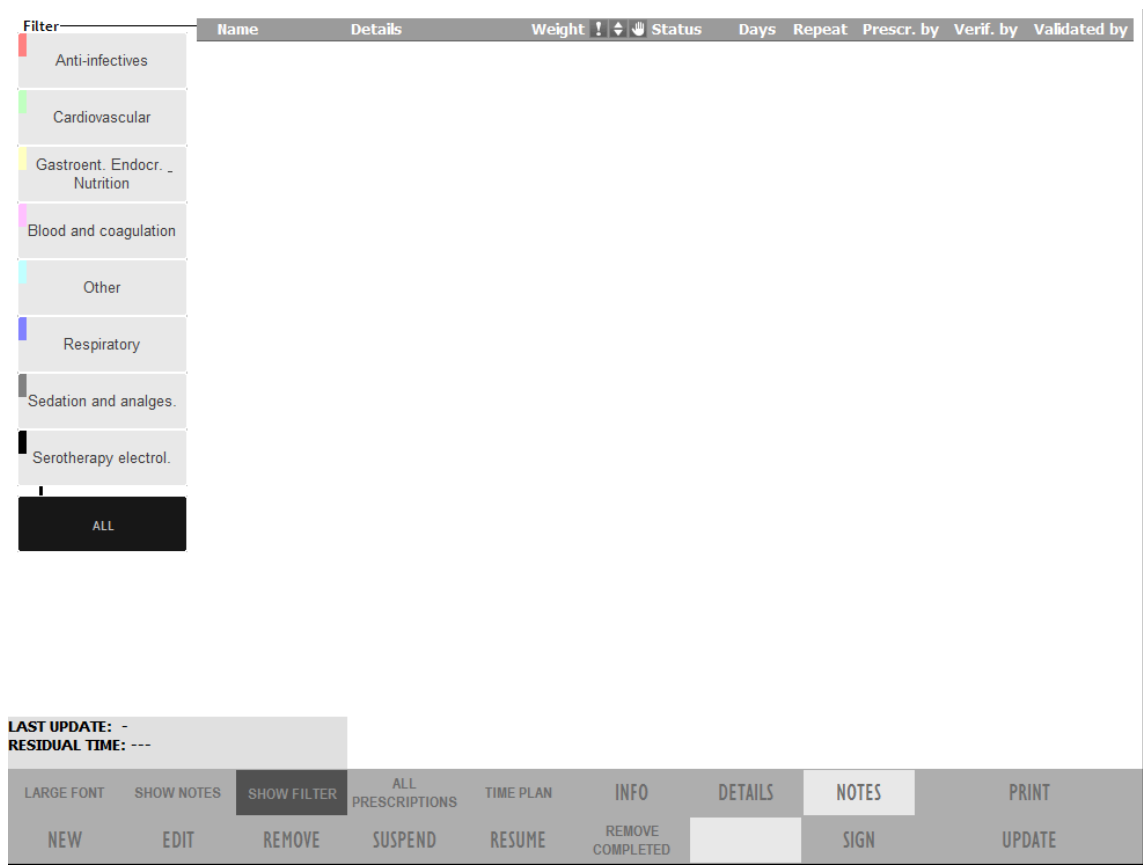 Filter
Name Details Weight ! Status Days Repeat Prescr. by Verif. by Validated by
Anti-infectives
Cardiovascular
Gastroent. Endocr. _
Nutrition
Blood and coagulation
Other
Respiratory
Sedation and analges.
Serotherapy electrol.
ALL
LAST UPDATE: -
RESIDUAL TIME: ---
LARGE FONT SHOW NOTES SHOW FILTER ALL PRESCRIPTIONS TIME PLAN INFO DETAILS NOTES PRINT
NEW EDIT REMOVE SUSPEND RESUME REMOVE COMPLETED SIGN UPDATE